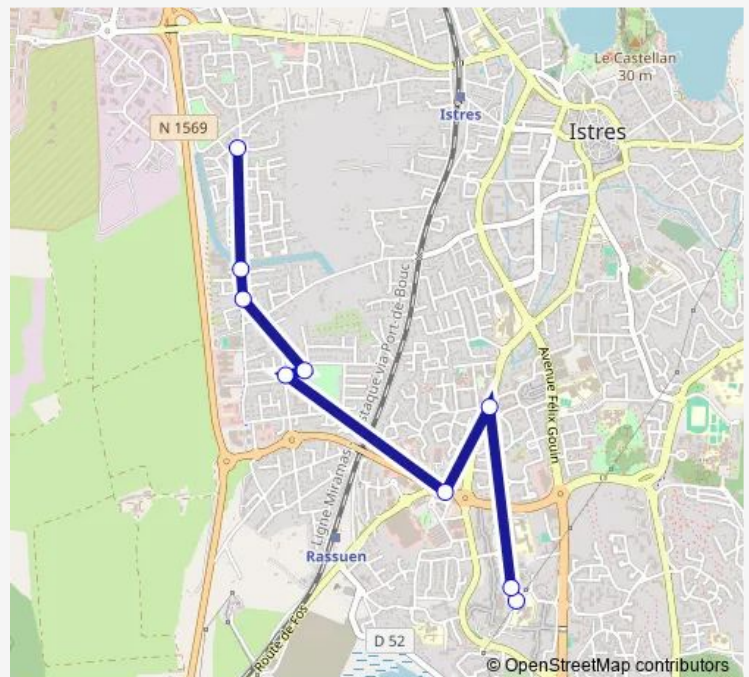 Le Castellan
30 m
Istres
Istres
N 1569
Ligne Miramas
staque via Port-de-Bouc
Avenue Félix Gouin
Rassuen
Route de Fos
D 52
© OpenStreetMap contributors